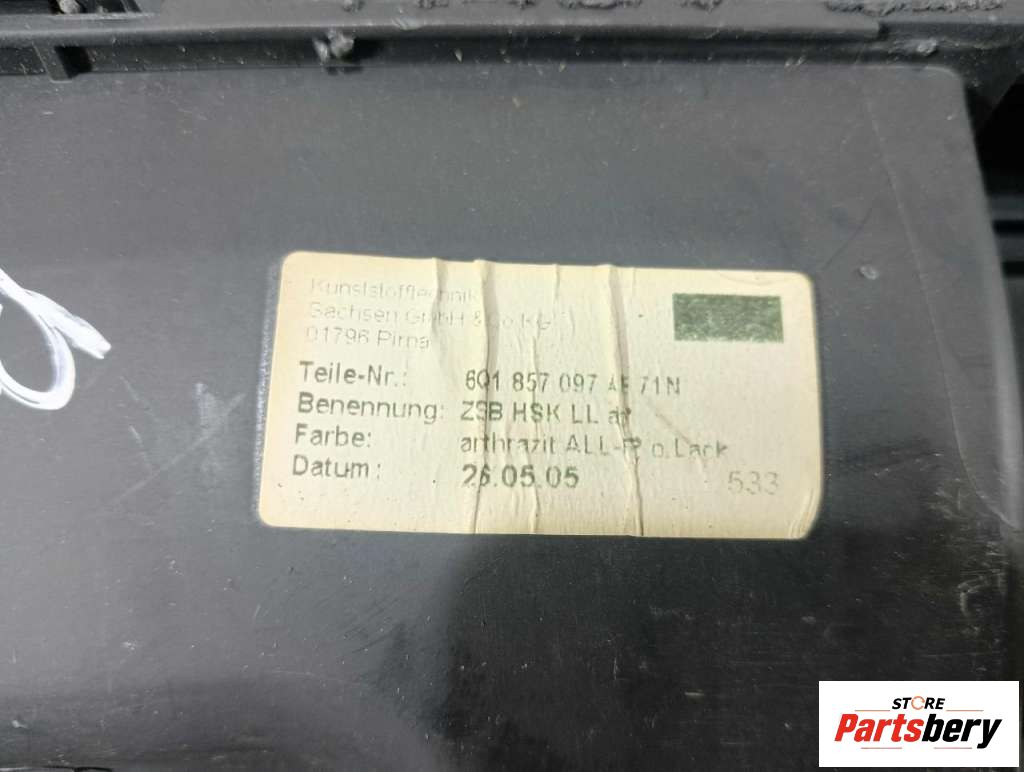 Kunststofftechnik
Sachsen GmbH & Co.KG
01796 Pirna
Teile-Nr.: 6Q1 857 097 71N
Benennung: ZSB HSK LL
Farbe: anthrazit ALL- o.Lack
Datum: 26.05.05
533
STORE
Partsbery